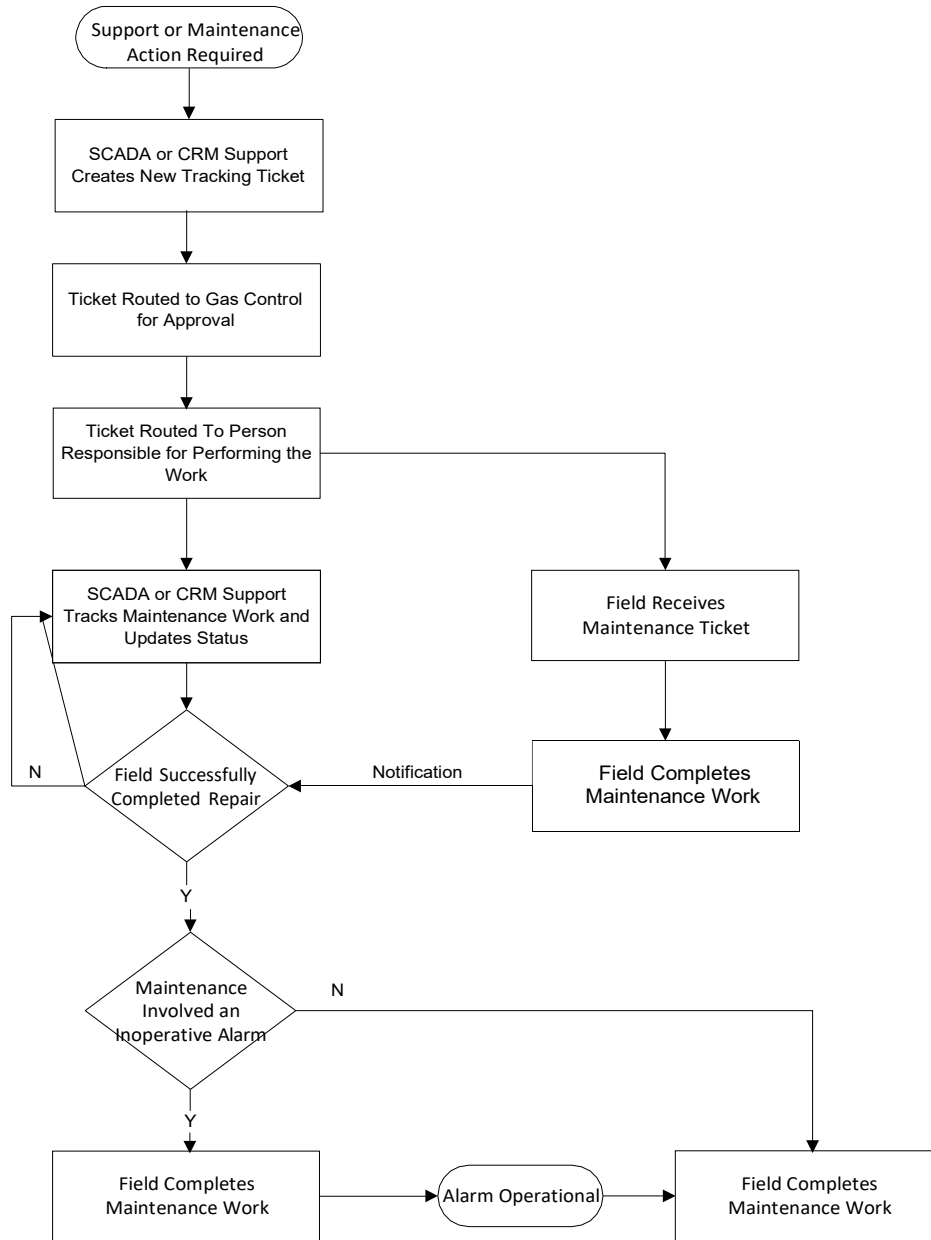 Support or Maintenance
Action Required
SCADA or CRM Support
Creates New Tracking Ticket
Ticket Routed to Gas Control
for Approval
Ticket Routed To Person
Responsible for Performing the
Work
SCADA or CRM Support
Tracks Maintenance Work and
Updates Status
Field Receives
Maintenance Ticket
N
Field Successfully
Completed Repair
Notification
Field Completes
Maintenance Work
Y
Maintenance
Involved an
Inoperative Alarm
N
Y
Field Completes
Maintenance Work
Alarm Operational
Field Completes
Maintenance Work